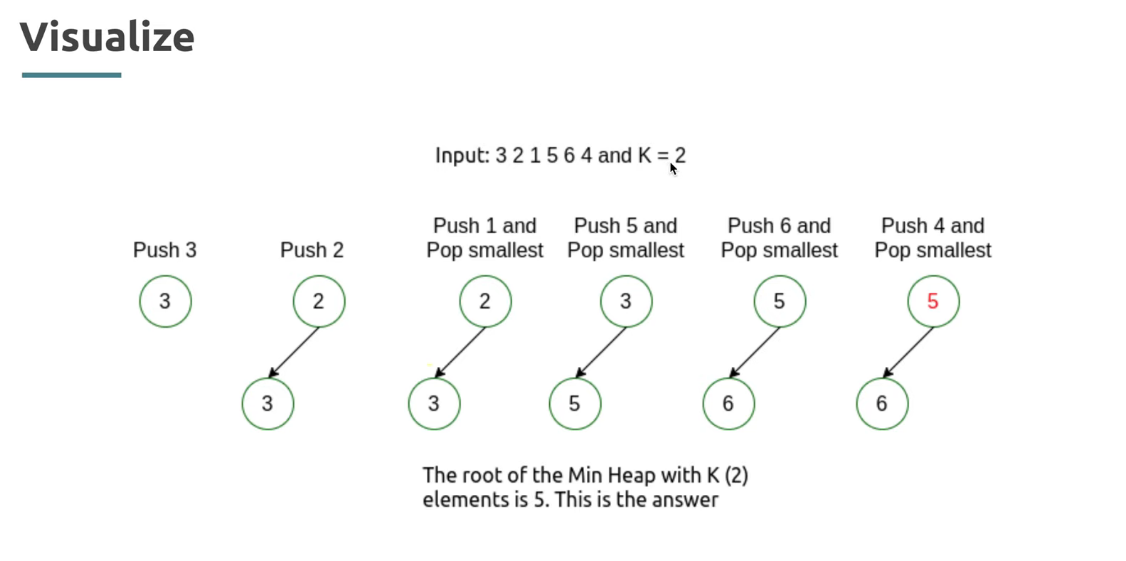 Visualize
Input: 3 2 1 5 6 4 and K = 2
Push 3
Push 2
Push 1 and
Pop smallest
Push 5 and
Pop smallest
Push 6 and
Pop smallest
Push 4 and
Pop smallest
3
2
2
3
5
5
3
3
5
6
6
The root of the Min Heap with K (2)
elements is 5. This is the answer